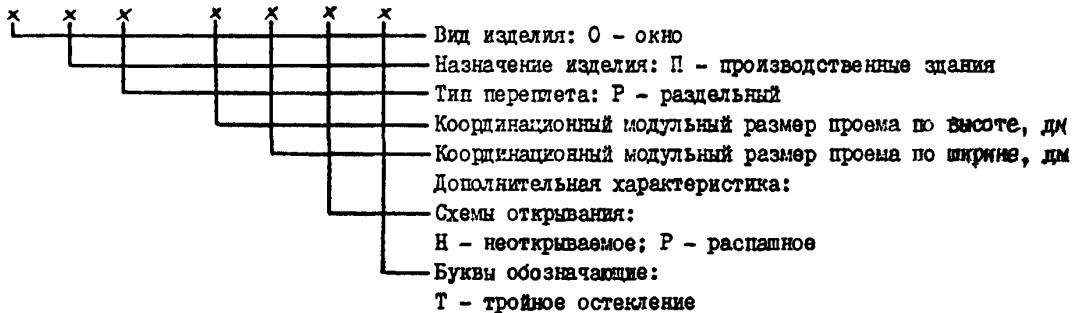 х х х х х х х
Вид изделия: О - окно
Назначение изделия: П - производственные здания
Тип переплета: Р - раздельный
Координационный модульный размер проема по высоте, дм
Координационный модульный размер проема по ширине, дм
Дополнительная характеристика:
Схемы открывания:
Н - неоткрываемое; Р - распашное
Буквы обозначающие:
Т - тройное остекление